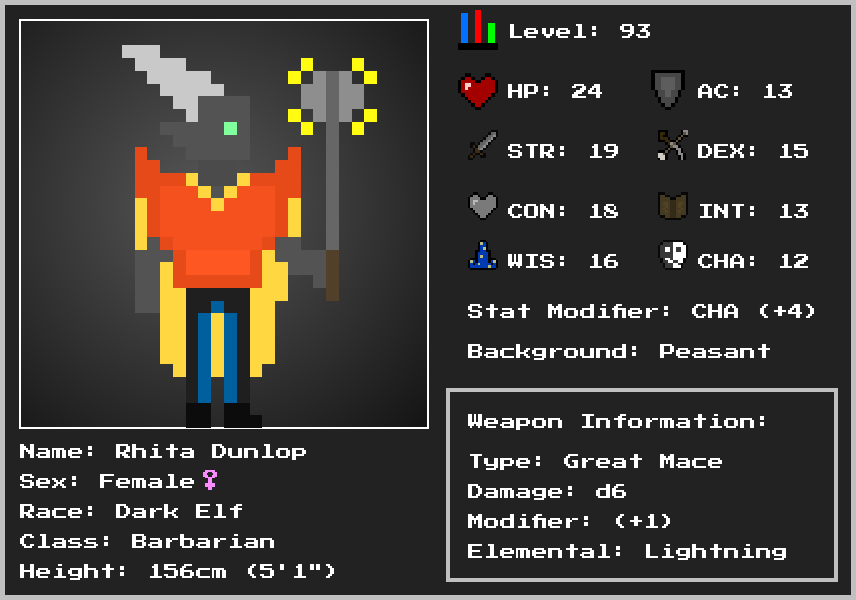 Level: 93
HP: 24
AC: 13
STR: 19
DEX: 15
CON: 18
INT: 13
WIS: 16
CHA: 12
Stat Modifier: CHA (+4)
Background: Peasant
Name: Rhita Dunlop
Sex: Female♀
Race: Dark Elf
Class: Barbarian
Height: 156cm (5'1")
Weapon Information:
Type: Great Mace
Damage: d6
Modifier: (+1)
Elemental: Lightning